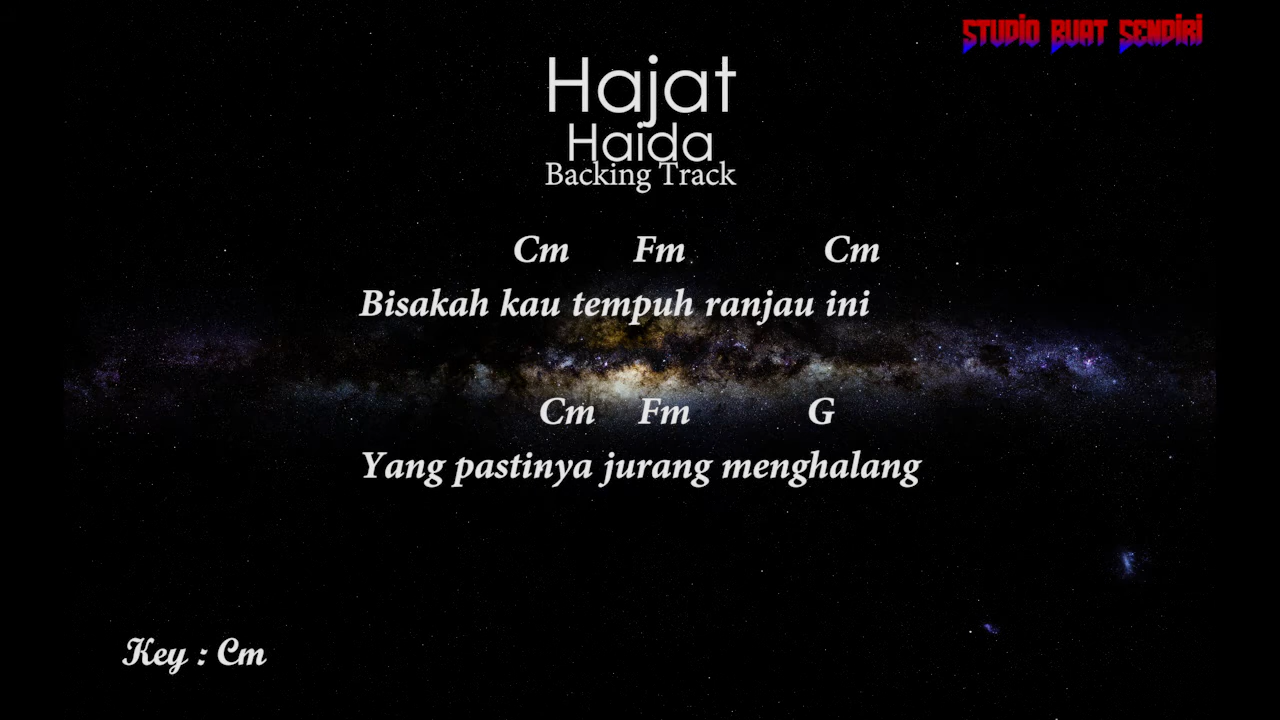 STUDIO BUAT SENDIRI
Hajat
Haida
Backing Track
Cm Fm Cm
Bisakah kau tempuh ranjau ini
Cm Fm G
Yang pastinya jurang menghalang
Key : Cm